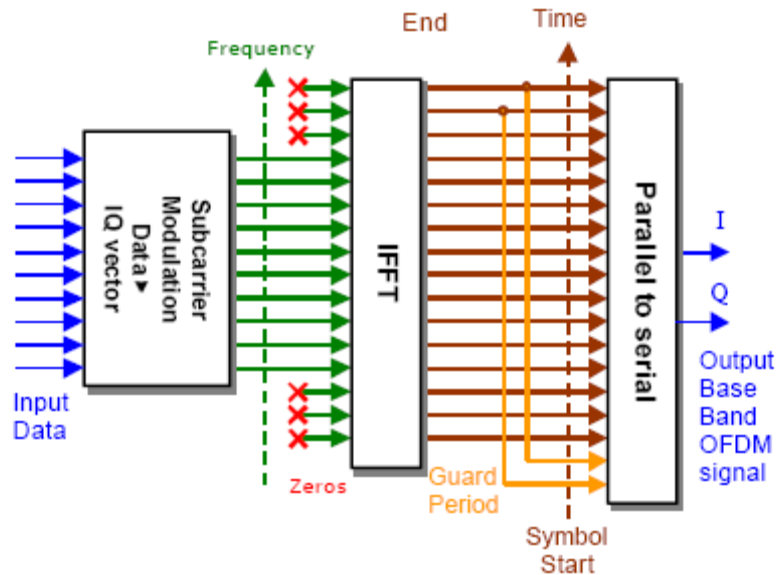 End
Time
Frequency
Subcarrier
Modulation
Data►
IQ vector
IFFT
Parallel to serial
I
Q
Input
Data
Zeros
Guard
Period
Output
Base
Band
OFDM
signal
Symbol
Start